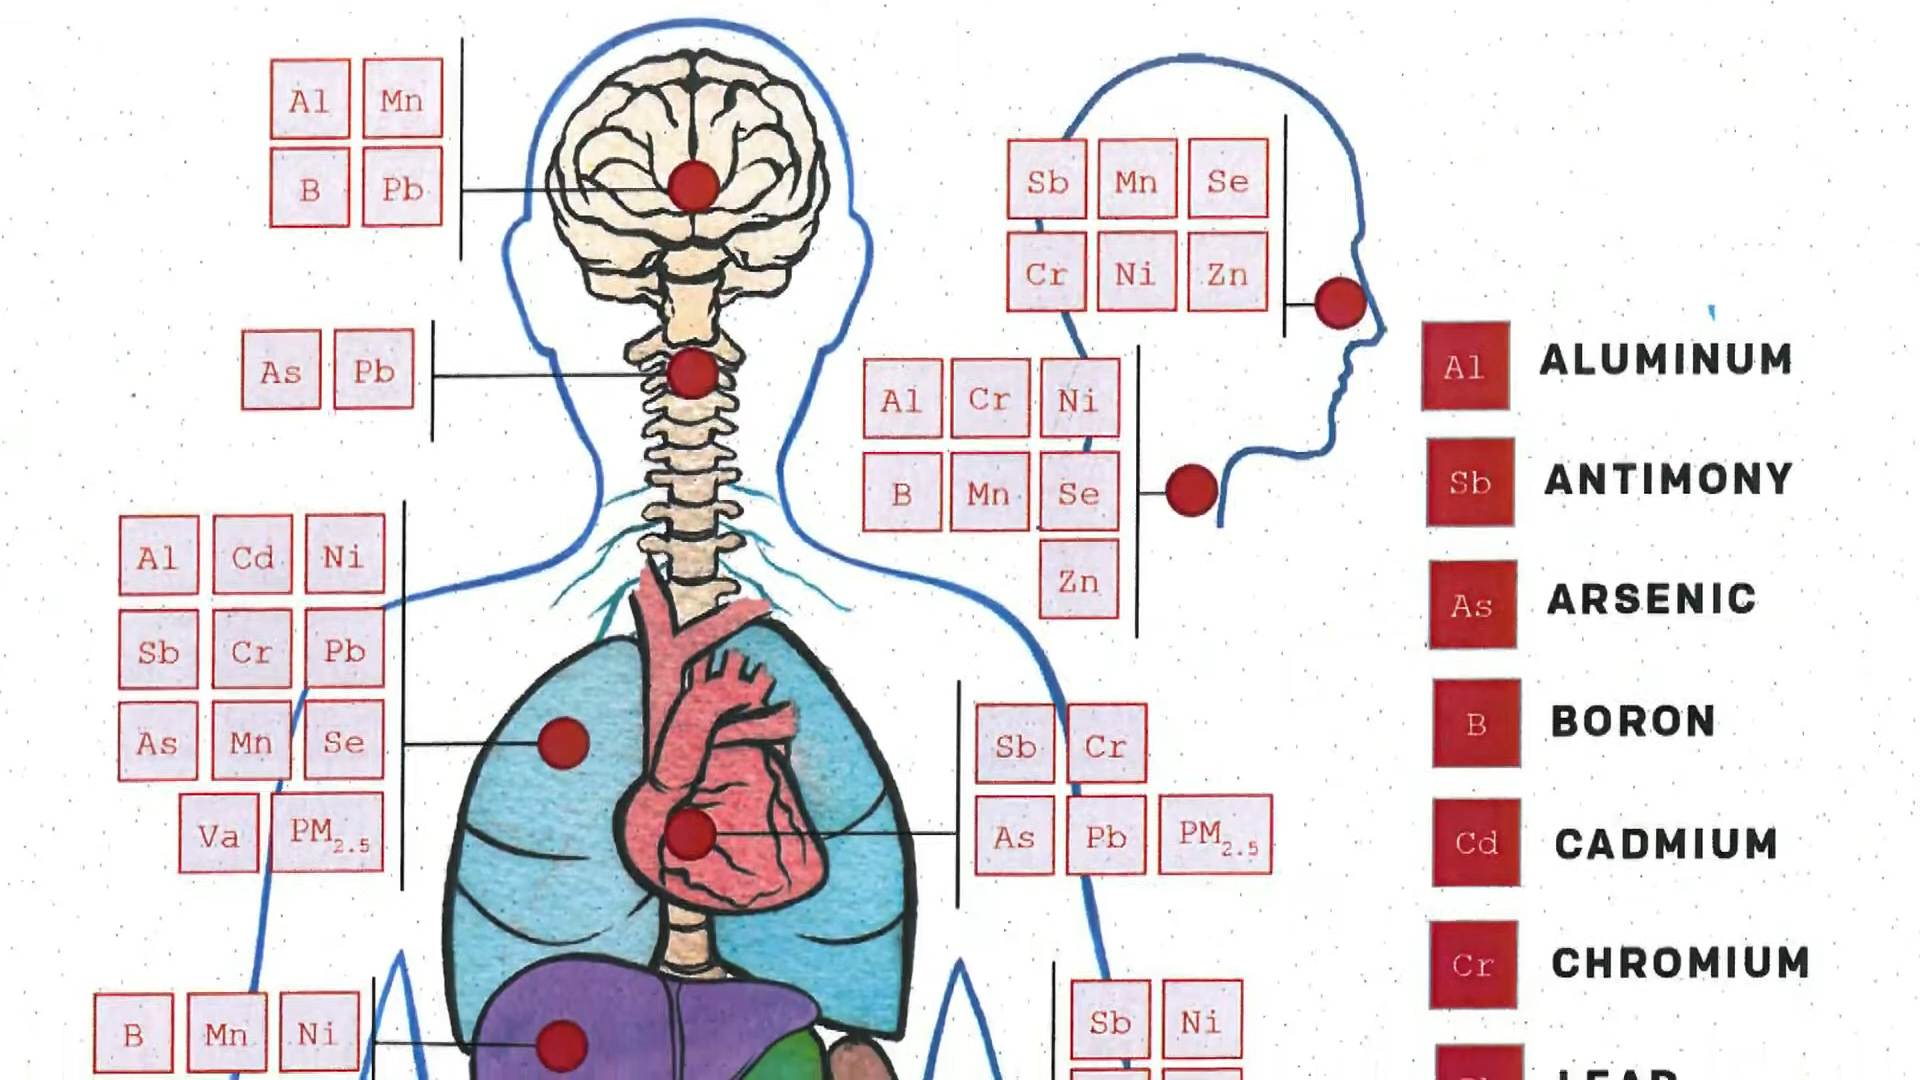 Al Mn
B Pb
As Pb
Al Cd Ni
Sb Cr Pb
As Mn Se
Va PM2.5
B Mn Ni
Sb Mn Se
Cr Ni Zn
Al Cr Ni
B Mn Se
Zn
Sb Cr
As Pb PM2.5
Sb Ni
Al ALUMINUM
Sb ANTIMONY
As ARSENIC
B BORON
Cd CADMIUM
Cr CHROMIUM
LEAD